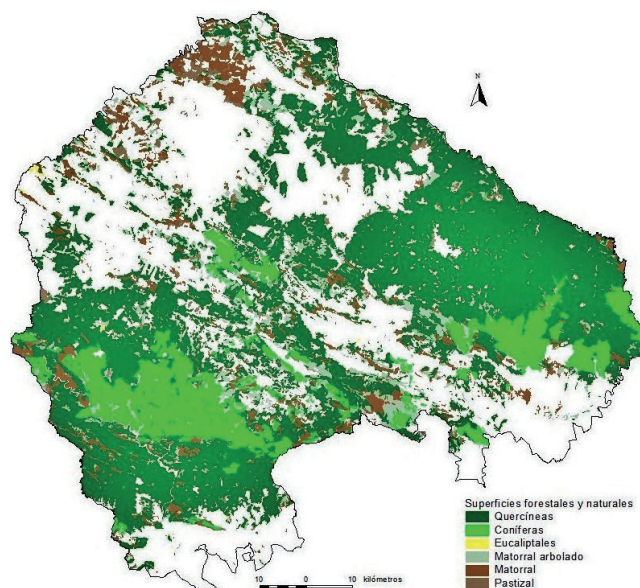 N
10 0 10 kilómetros
Superficies forestales y naturales
Quercíneas
Coníferas
Eucaliptales
Matorral arbolado
Matorral
Pastizal